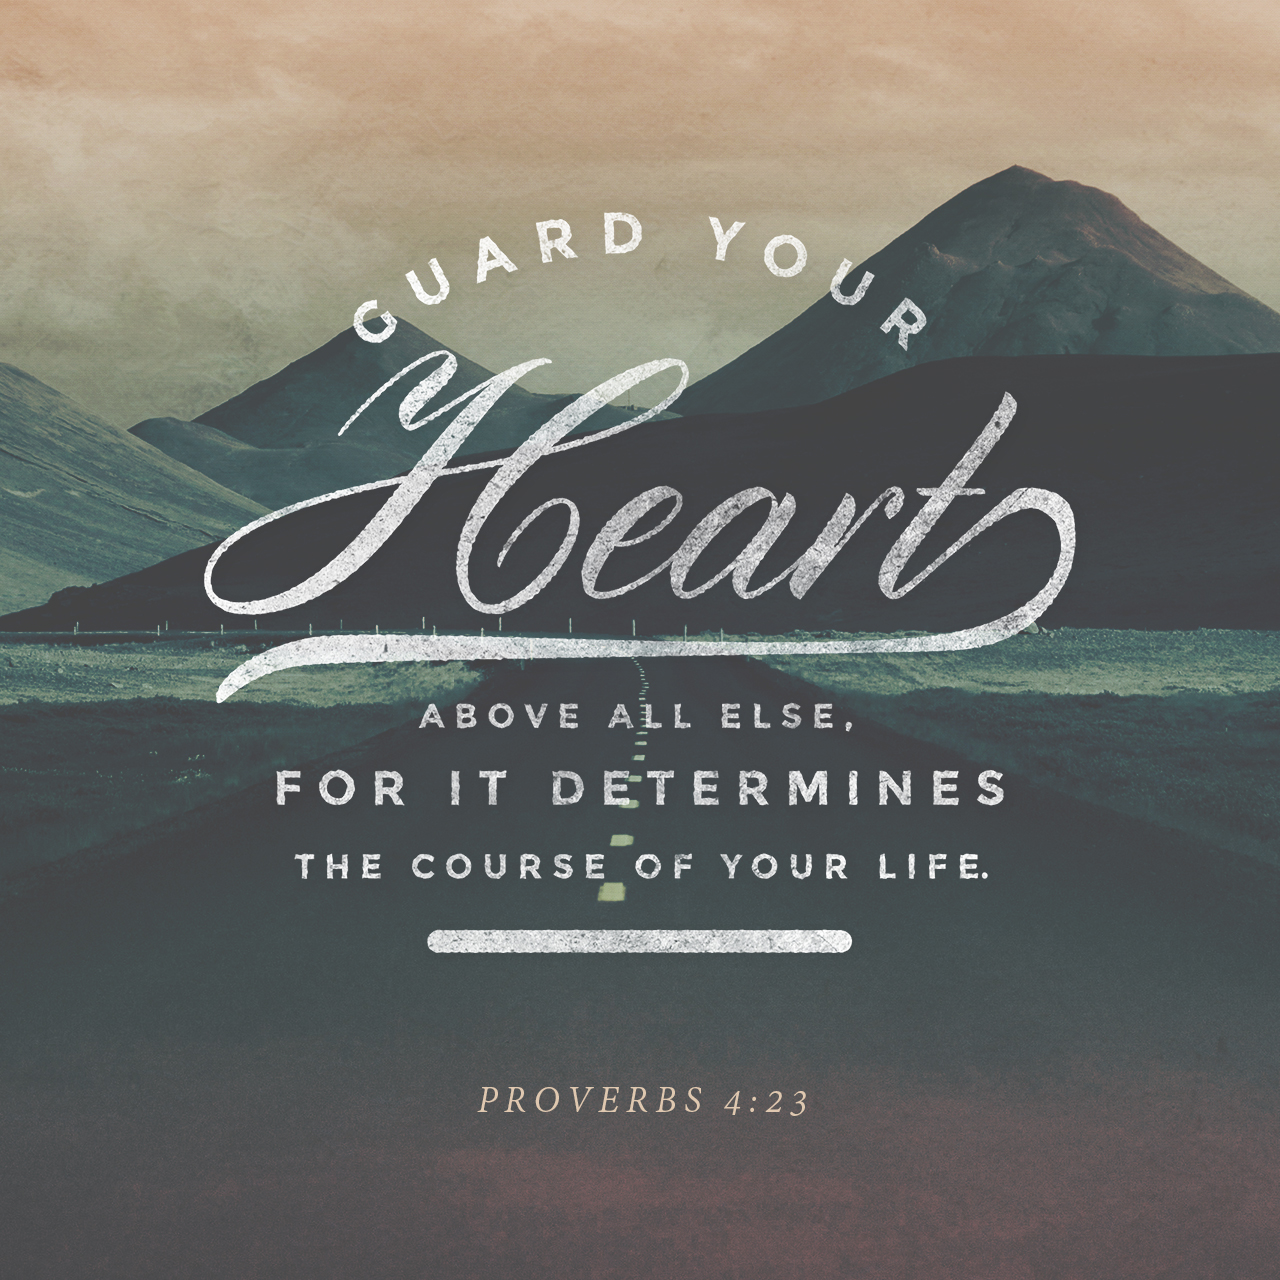 GUARD YOUR
Heart
ABOVE ALL ELSE,
FOR IT DETERMINES
THE COURSE OF YOUR LIFE.
PROVERBS 4:23